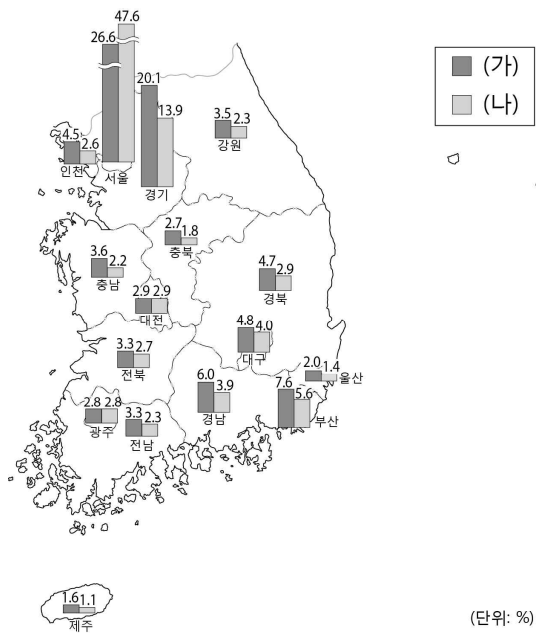 47.6
26.6
(가)
(나)
20.1
13.9
3.5 2.3
강원
4.5 2.6
인천 서울
경기
2.7 1.8
충북
3.6 2.2
충남
4.7 2.9
경북
2.9 2.9
대전
4.8 4.0
대구
3.3 2.7
전북
2.0 1.4
울산
6.0 3.9
경남
7.6 5.6
부산
2.8 2.8
광주
3.3 2.3
전남
1.6 1.1
제주
(단위: %)